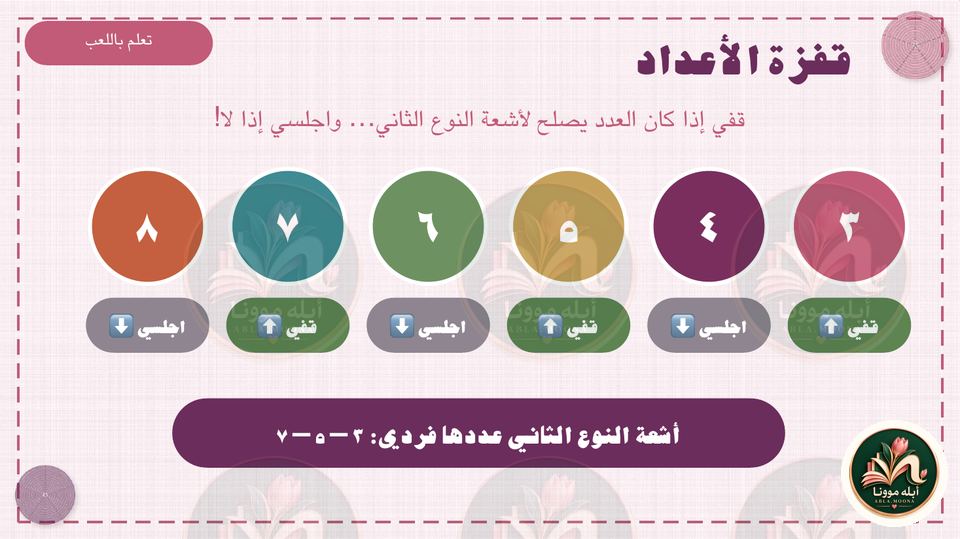 تعلم باللعب
قفزة الأعداد
قفي إذا كان العدد يصلح لأشعة النوع الثاني... واجلسي إذا لا!
٣ ٤ ٥ ٦ ٧ ٨
قفي ⬆️ اجلسي ⬇️ قفي ⬆️ اجلسي ⬇️ قفي ⬆️ اجلسي ⬇️
أشعة النوع الثاني عددها فردي: ٣ – ٥ – ٧
أبله موونا
ABLA.MOONA